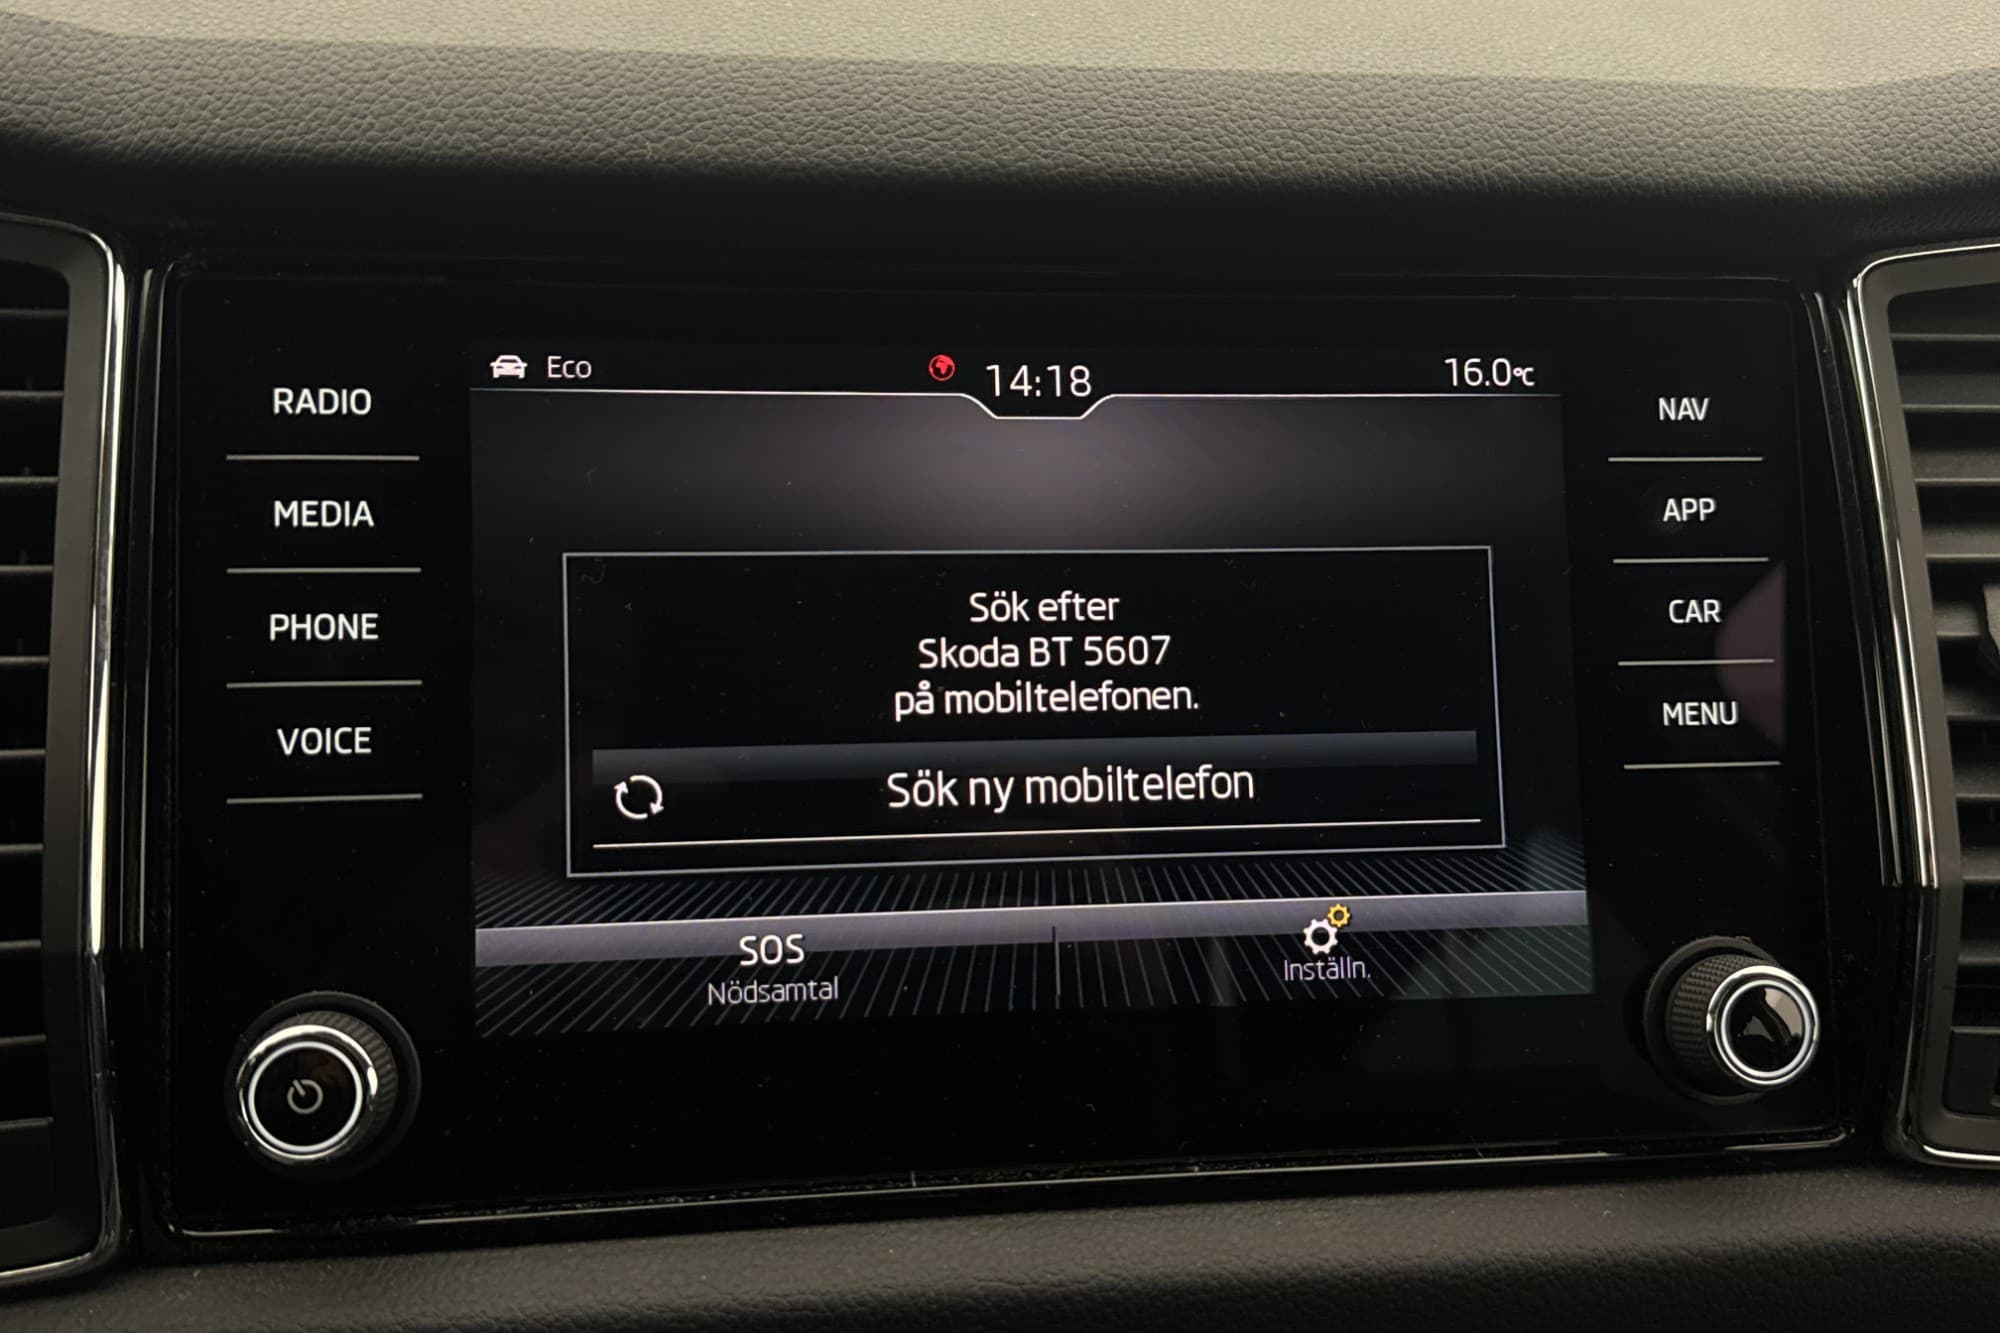 Eco
14:18
16.0°C
RADIO
MEDIA
PHONE
VOICE
NAV
APP
CAR
MENU
Sök efter
Skoda BT 5607
på mobiltelefonen.
Sök ny mobiltelefon
SOS
Nödsamtal
Inställn.